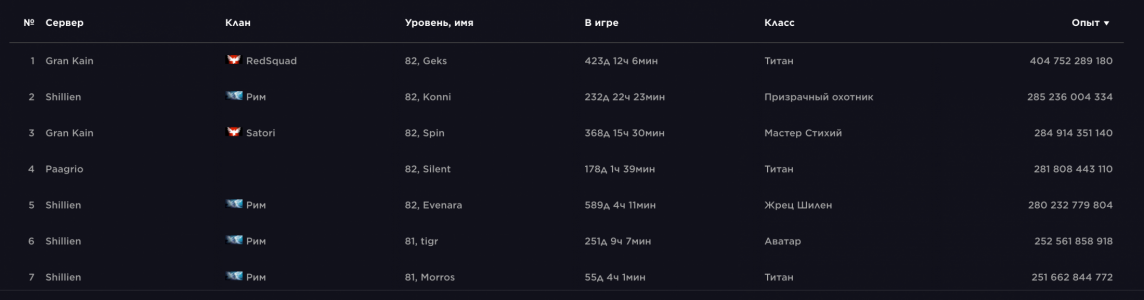 № Сервер Клан Уровень, имя В игре Класс Опыт
1 Gran Kain RedSquad 82, Geks 423д 12ч 6мин Титан 404 752 289 180
2 Shillien Рим 82, Konni 232д 22ч 23мин Призрачный охотник 285 236 004 334
3 Gran Kain Satori 82, Spin 368д 15ч 30мин Мастер Стихий 284 914 351 140
4 Paagrio 82, Silent 178д 1ч 39мин Титан 281 808 443 110
5 Shillien Рим 82, Evenara 589д 4ч 11мин Жрец Шилен 280 232 779 804
6 Shillien Рим 81, tigr 251д 9ч 7мин Аватар 252 561 858 918
7 Shillien Рим 81, Morros 55д 4ч 1мин Титан 251 662 844 772